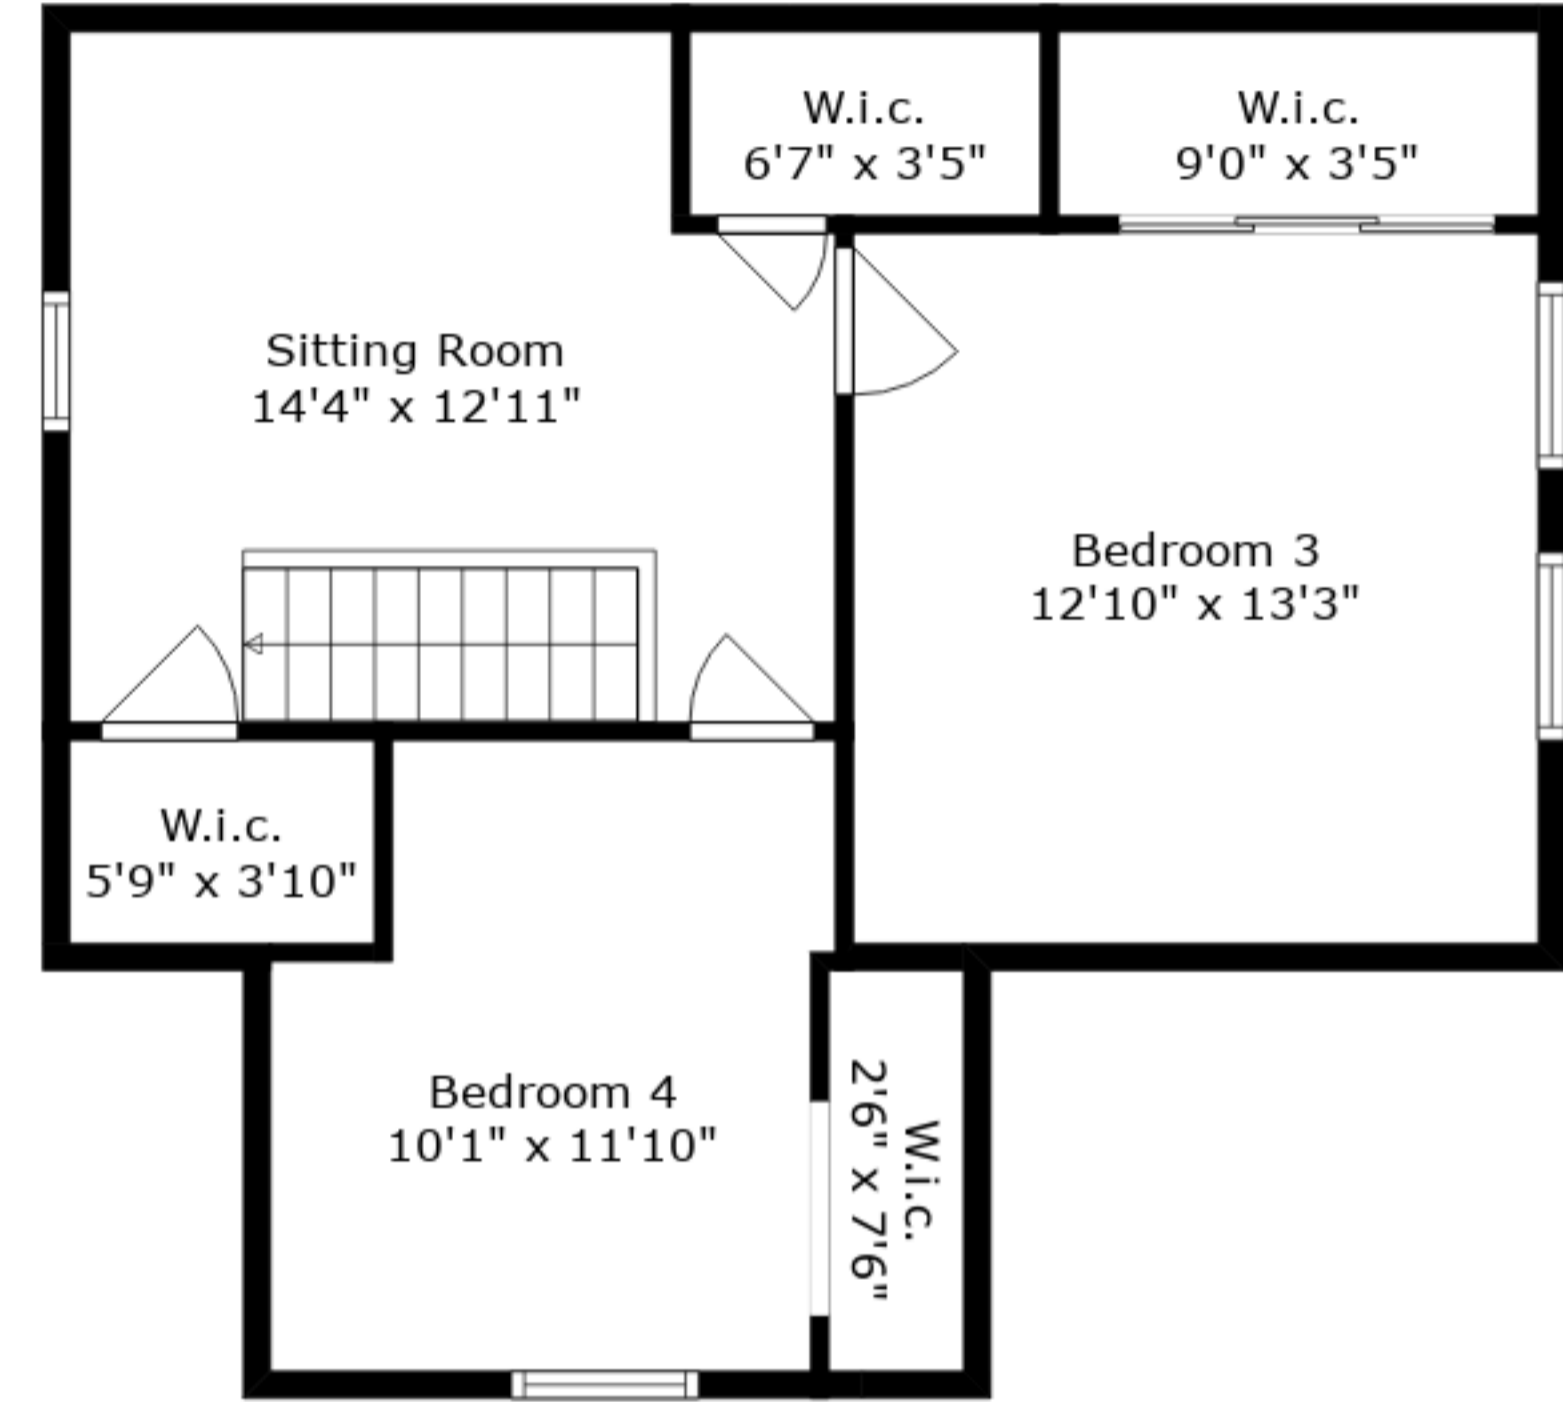 W.i.c.
6'7" x 3'5"
W.i.c.
9'0" x 3'5"
Sitting Room
14'4" x 12'11"
Bedroom 3
12'10" x 13'3"
W.i.c.
5'9" x 3'10"
Bedroom 4
10'1" x 11'10"
W.i.c.
2'6" x 7'6"